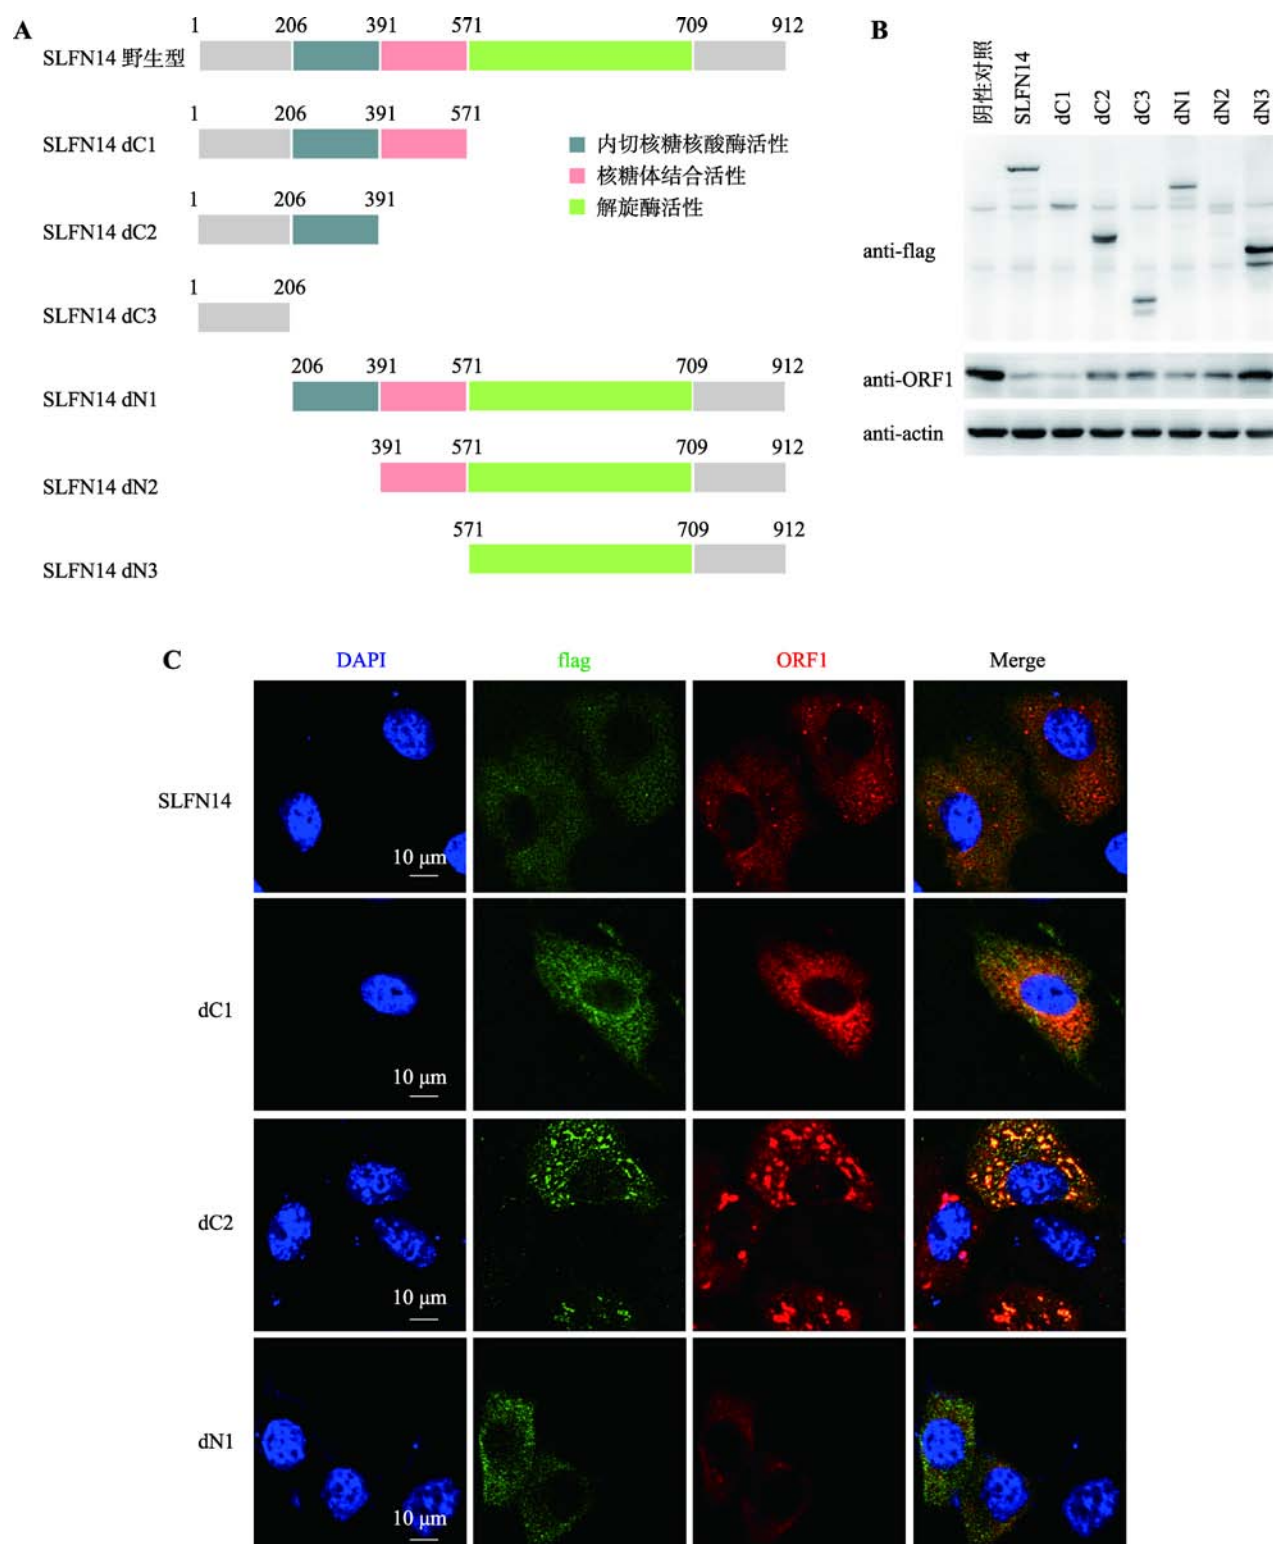 A
1 206 391 571 709 912
SLFN14 野生型
1 206 391 571
SLFN14 dC1
1 206 391
SLFN14 dC2
1 206
SLFN14 dC3
206 391 571 709 912
SLFN14 dN1
391 571 709 912
SLFN14 dN2
571 709 912
SLFN14 dN3
内切核糖核酸酶活性
核糖体结合活性
解旋酶活性
B
阴性对照 SLFN14 dC1 dC2 dC3 dN1 dN2 dN3
anti-flag
anti-ORF1
anti-actin
C
DAPI flag ORF1 Merge
SLFN14
10 μm
dC1
10 μm
dC2
10 μm
dN1
10 μm